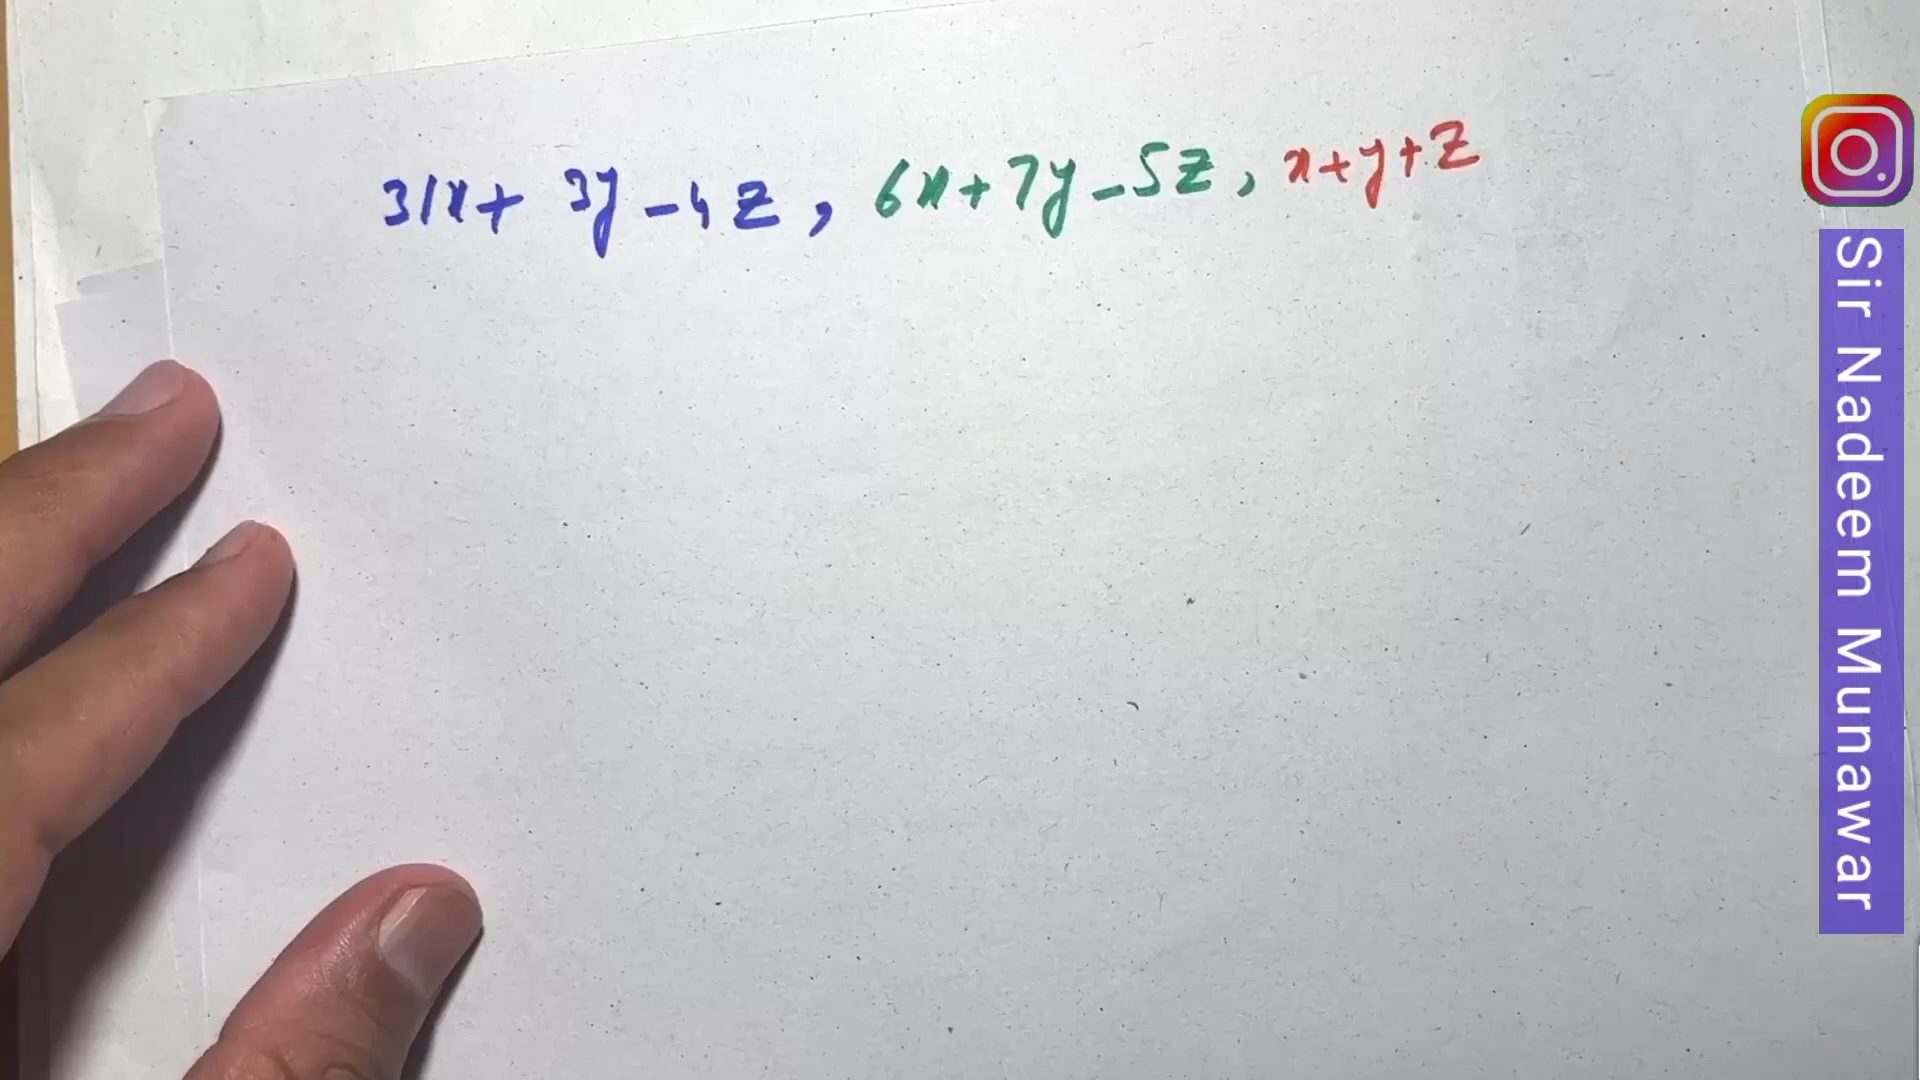 31x + 3y - 4z , 6x + 7y - 5z , x + y + z
Sir Nadeem Munawar